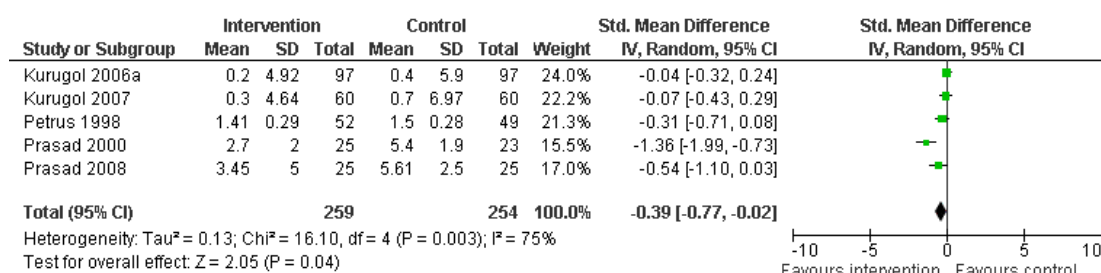 Intervention Control Std. Mean Difference Std. Mean Difference
Study or Subgroup Mean SD Total Mean SD Total Weight IV, Random, 95% CI IV, Random, 95% CI
Kurugol 2006a 0.2 4.92 97 0.4 5.9 97 24.0% -0.04 [-0.32, 0.24]
Kurugol 2007 0.3 4.64 60 0.7 6.97 60 22.2% -0.07 [-0.43, 0.29]
Petrus 1998 1.41 0.29 52 1.5 0.28 49 21.3% -0.31 [-0.71, 0.08]
Prasad 2000 2.7 2 25 5.4 1.9 23 15.5% -1.36 [-1.99, -0.73]
Prasad 2008 3.45 5 25 5.61 2.5 25 17.0% -0.54 [-1.10, 0.03]
Total (95% CI) 259 254 100.0% -0.39 [-0.77, -0.02]
Heterogeneity: Tau² = 0.13; Chi² = 16.10, df = 4 (P = 0.003); I² = 75%
Test for overall effect: Z = 2.05 (P = 0.04)
-10 -5 0 5 10
Favours intervention Favours control